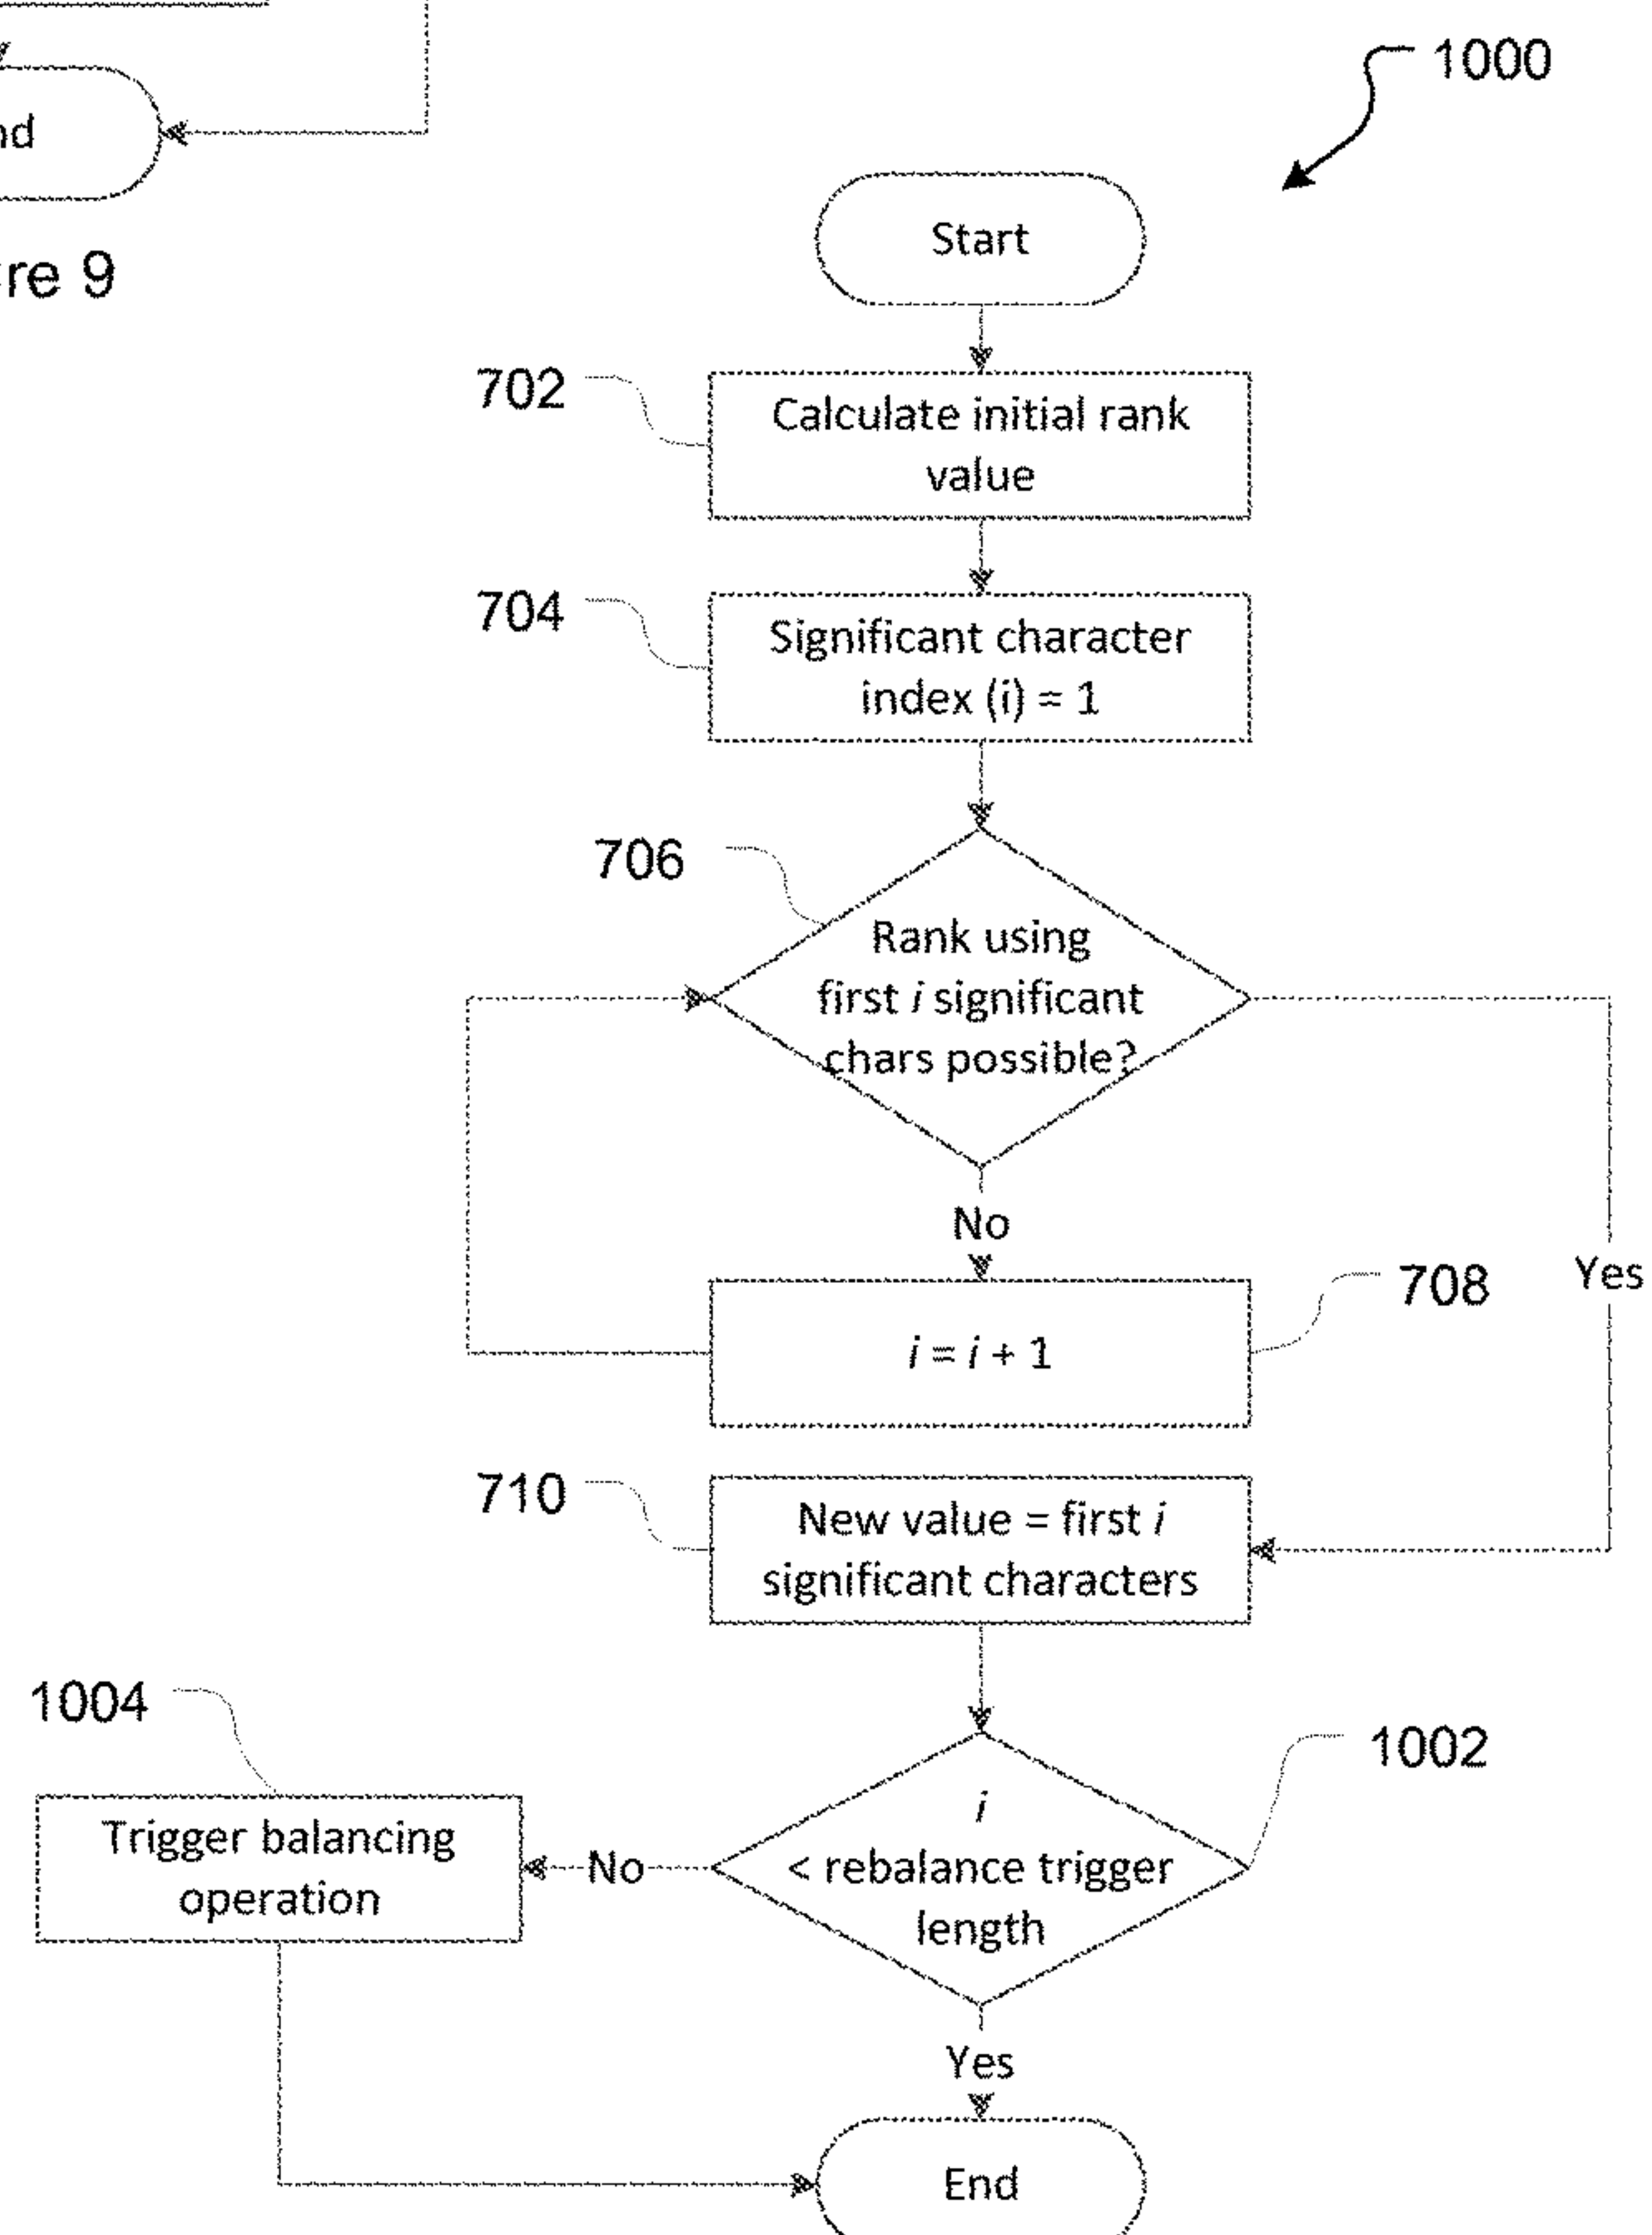 1000
nd
re 9
Start
702
Calculate initial rank
value
704
Significant character
index (i) = 1
706
Rank using
first i significant
chars possible?
No
708
Yes
i = i + 1
710
New value = first i
significant characters
1004
1002
Trigger balancing
operation
No
i
< rebalance trigger
length
Yes
End